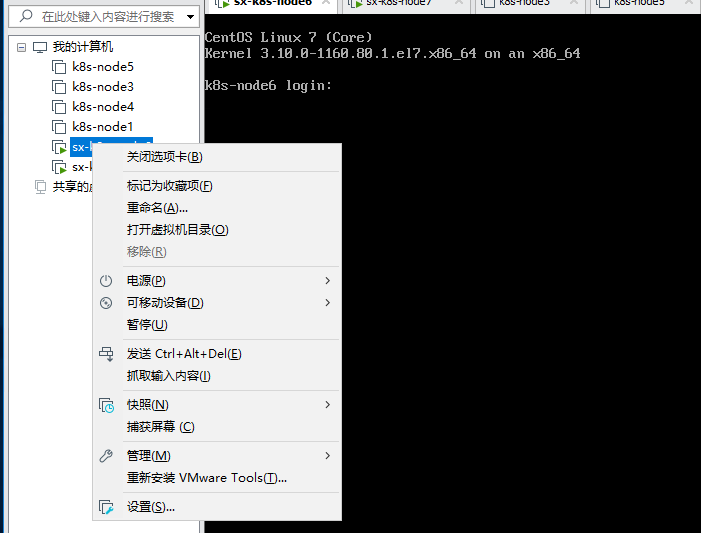 sx-k8s-node6
sx-k8s-node7
k8s-node3
k8s-node5
在此处键入内容进行搜索
我的计算机
k8s-node5
k8s-node3
k8s-node4
k8s-node1
共享的
CentOS Linux 7 (Core)
Kernel 3.10.0-1160.80.1.el7.x86_64 on an x86_64
k8s-node6 login:
关闭选项卡(B)
标记为收藏项(F)
重命名(A)...
打开虚拟机目录(O)
移除(R)
电源(P)
可移动设备(D)
暂停(U)
发送 Ctrl+Alt+Del(E)
抓取输入内容(I)
快照(N)
捕获屏幕 (C)
管理(M)
重新安装 VMware Tools(T)...
设置(S)...